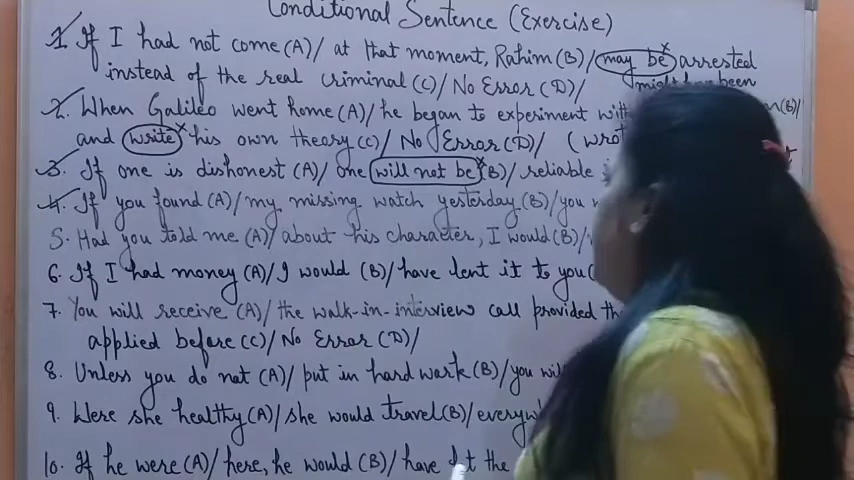 Conditional Sentence (Exercise)
1. If I had not come (A)/ at that moment, Rahim (B)/ may be arrested
instead of the real criminal (C)/ No Error (D)/ might have been
2. When Galileo went home (A)/ he began to experiment with (B)/
and write his own theory (C)/ No Error (D)/ (wrot
3. If one is dishonest (A)/ one will not be (B)/ reliable
4. If you found (A)/ my missing watch yesterday (B)/ you
5. Had you told me (A)/ about his character, I would (B)/
6. If I had money (A)/ I would (B)/ have lent it to you (
7. You will receive (A)/ the walk-in-interview call provided
applied before (C)/ No Error (D)/
8. Unless you do not (A)/ put in hard work (B)/ you
9. Were she healthy (A)/ she would travel (B)/
10. If he were (A)/ here, he would (B)/ have the